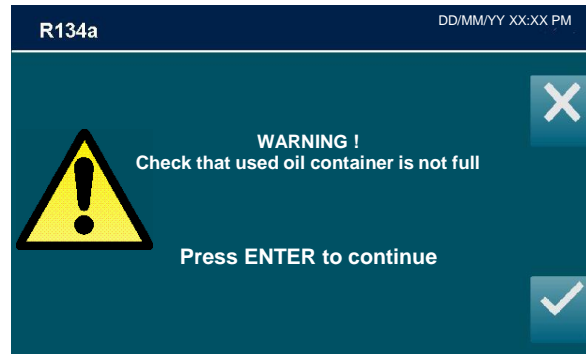 R134a
DD/MM/YY XX:XX PM
WARNING !
Check that used oil container is not full
Press ENTER to continue